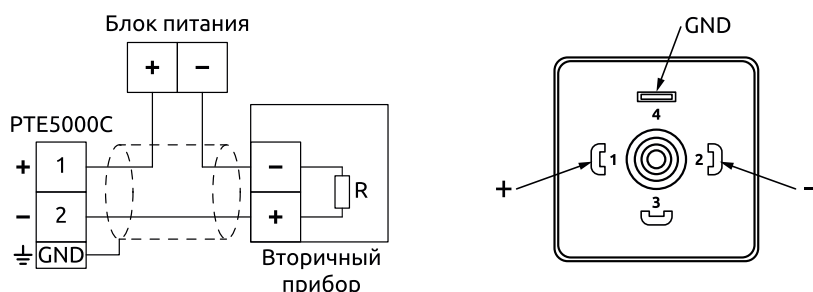 Блок питания
+ −
PTE5000C
+ 1
− 2
GND
−
+
R
Вторичный
прибор
GND
4
1 2
3
+ −